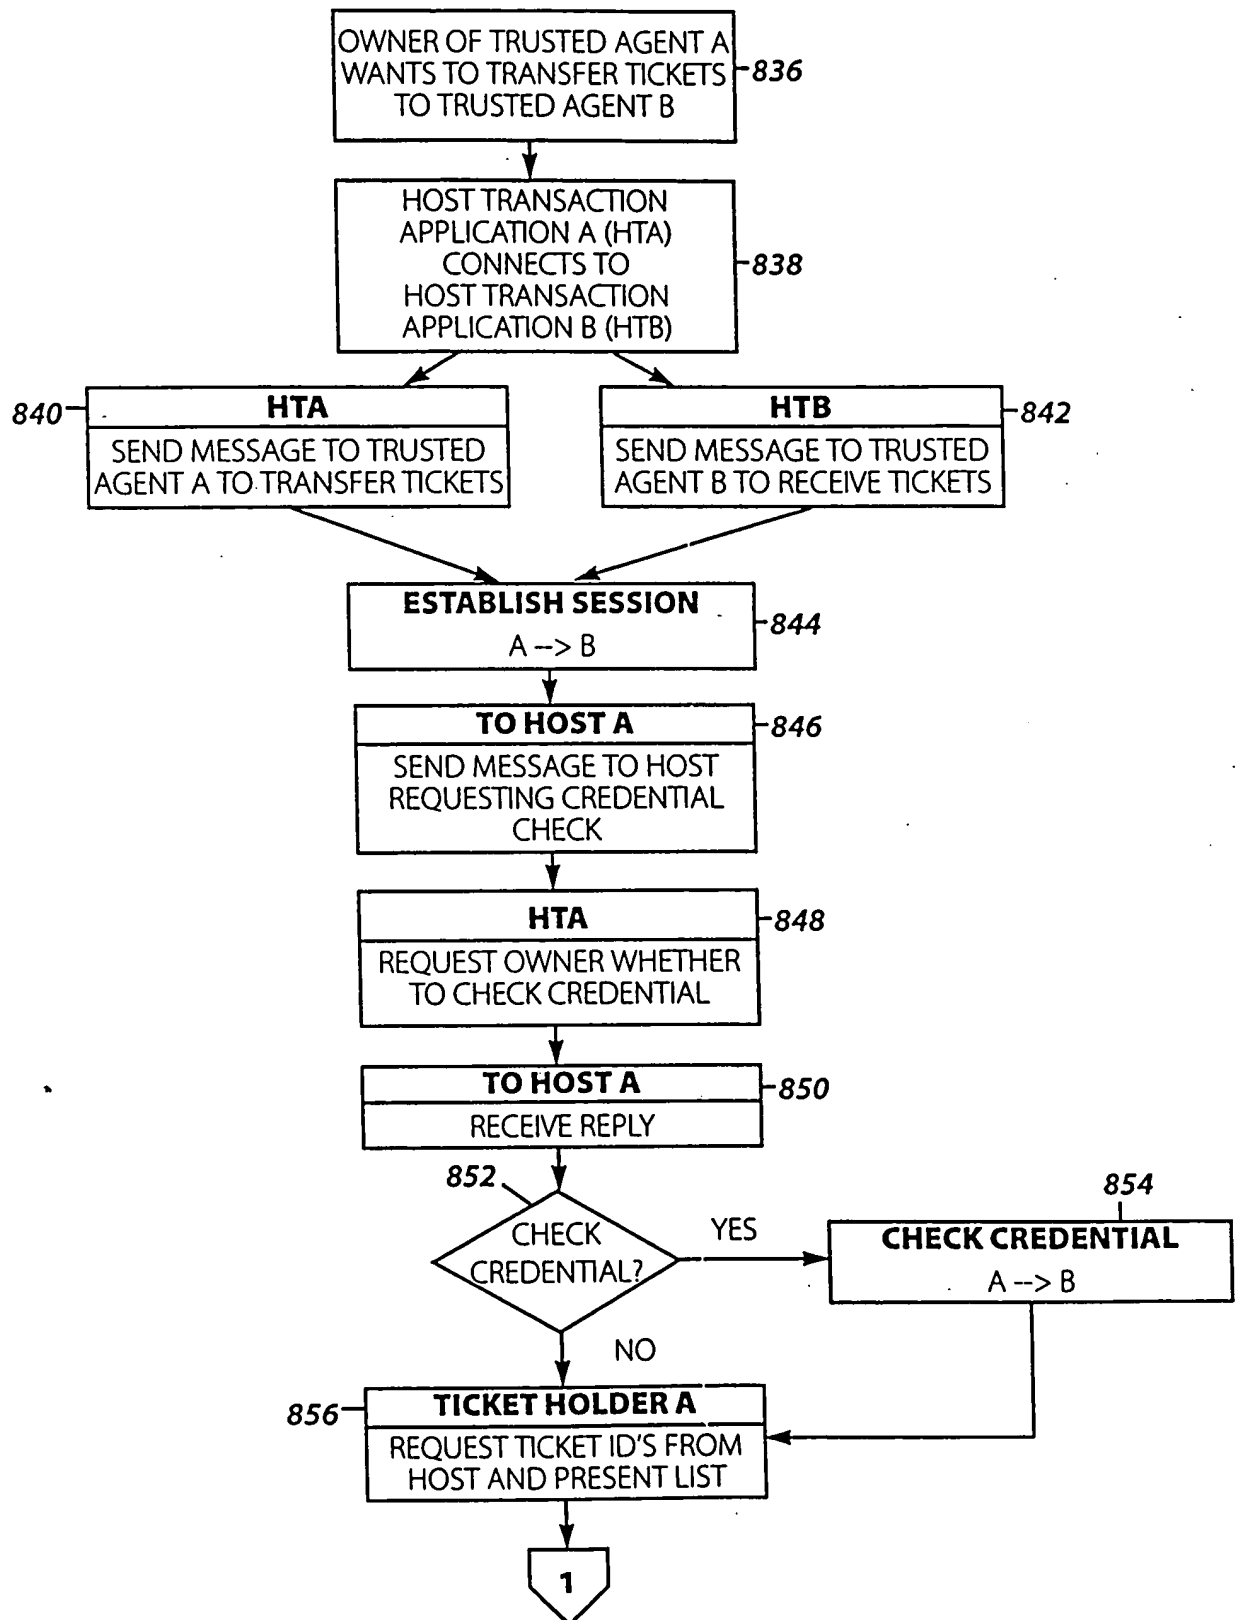 OWNER OF TRUSTED AGENT A
WANTS TO TRANSFER TICKETS
TO TRUSTED AGENT B
836
HOST TRANSACTION
APPLICATION A (HTA)
CONNECTS TO
HOST TRANSACTION
APPLICATION B (HTB)
838
840
HTA
SEND MESSAGE TO TRUSTED
AGENT A TO TRANSFER TICKETS
HTB
842
SEND MESSAGE TO TRUSTED
AGENT B TO RECEIVE TICKETS
ESTABLISH SESSION
A --> B
844
TO HOST A
846
SEND MESSAGE TO HOST
REQUESTING CREDENTIAL
CHECK
HTA
848
REQUEST OWNER WHETHER
TO CHECK CREDENTIAL
TO HOST A
850
RECEIVE REPLY
852
CHECK
CREDENTIAL?
YES
854
CHECK CREDENTIAL
A --> B
NO
856
TICKET HOLDER A
REQUEST TICKET ID'S FROM
HOST AND PRESENT LIST
1